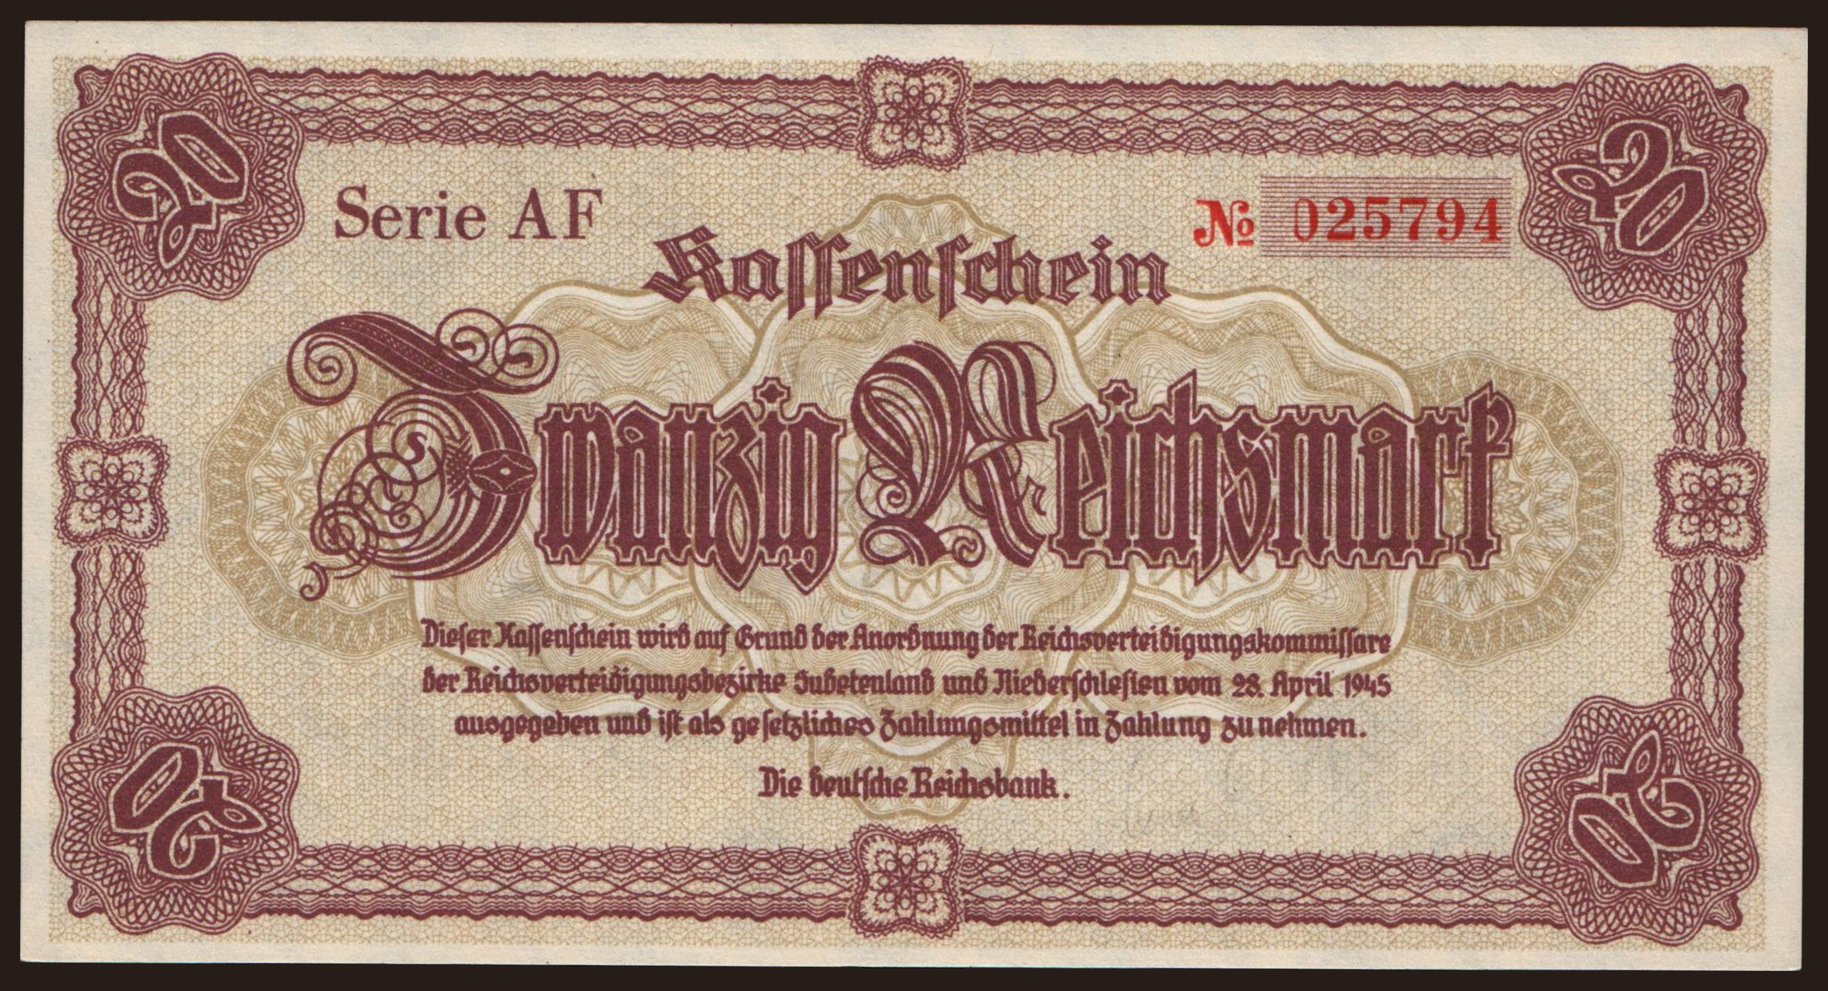 20
20
Serie AF
№ 025794
Kassenschein
Zwanzig Reichsmark
Dieser Kassenschein wird auf Grund der Anordnung der Reichsverteidigungskommissare
der Reichsverteidigungsbezirke Sudetenland und Niederschlesien vom 28. April 1945
ausgegeben und ist als gesetzliches Zahlungsmittel in Zahlung zu nehmen.
Die deutsche Reichsbank.
20
20